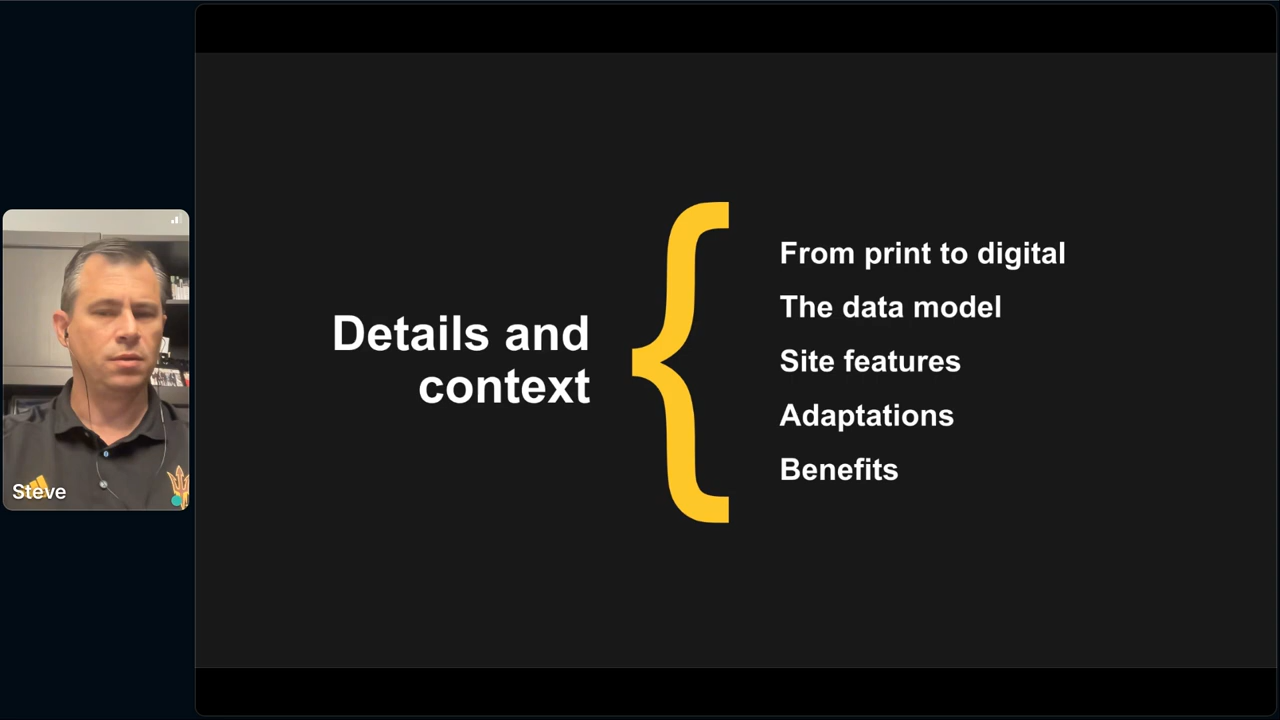 Details and
context
From print to digital
The data model
Site features
Adaptations
Benefits
Steve